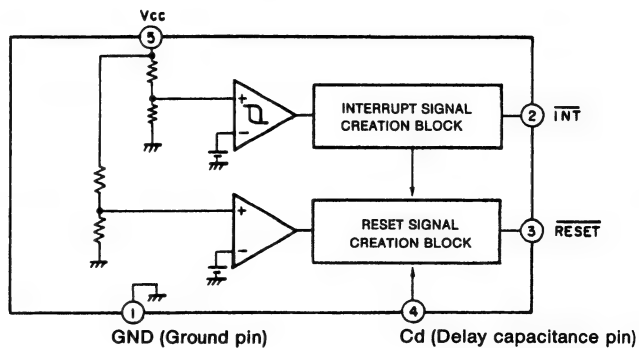 Vcc
5
+
−
INTERRUPT SIGNAL
CREATION BLOCK
2
INT
+
−
RESET SIGNAL
CREATION BLOCK
3
RESET
1
4
GND (Ground pin)
Cd (Delay capacitance pin)